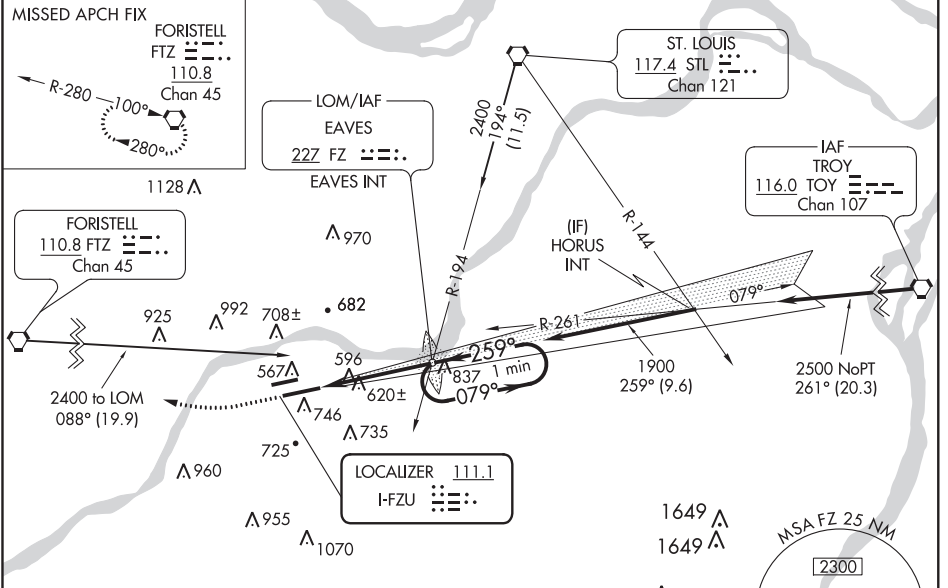 MISSED APCH FIX
FORISTELL
FTZ
110.8
Chan 45
R-280
100°
280°
ST. LOUIS
117.4 STL
Chan 121
LOM/IAF
EAVES
227 FZ
EAVES INT
2400
194°
(11.5)
IAF
TROY
116.0 TOY
Chan 107
1128
FORISTELL
110.8 FTZ
Chan 45
970
R-194
R-144
(IF)
HORUS
INT
682
925
992
708±
079°
R-261
259°
1 min
079°
837
567
596
620±
2400 to LOM
088° (19.9)
1900
259° (9.6)
2500 NoPT
261° (20.3)
746
735
725
960
LOCALIZER 111.1
I-FZU
955
1070
1649
1649
MSA FZ 25 NM
2300